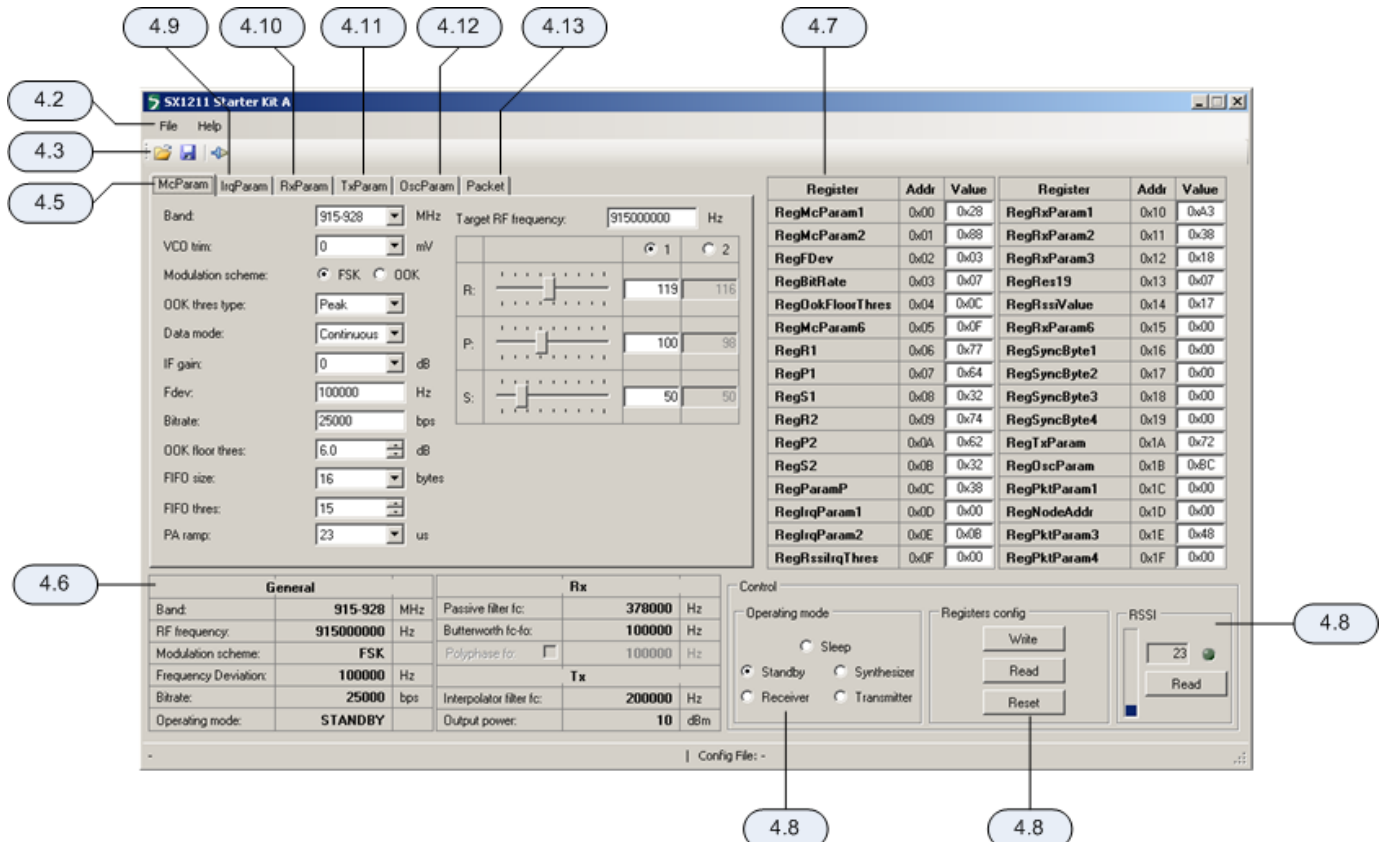 4.9 4.10 4.11 4.12 4.13 4.7
4.2
4.3
4.5
4.6
SX1211 Starter Kit A
File Help
McParam IrqParam RxParam TxParam OscParam Packet
Band: 915-928 MHz
VCO trim: 0 mV
Modulation scheme: FSK OOK
OOK thres type: Peak
Data mode: Continuous
IF gain: 0 dB
Fdev: 100000 Hz
Bitrate: 25000 bps
OOK floor thres: 6.0 dB
FIFO size: 16 bytes
FIFO thres: 15
PA ramp: 23 us
Target RF frequency: 915000000 Hz
1 2
R: 119 116
P: 100 98
S: 50 50
Register Addr Value Register Addr Value
RegMcParam1 0x00 0x28 RegRxParam1 0x10 0xA3
RegMcParam2 0x01 0x88 RegRxParam2 0x11 0x38
RegFDev 0x02 0x03 RegRxParam3 0x12 0x18
RegBitRate 0x03 0x07 RegRes19 0x13 0x07
RegOokFloorThres 0x04 0x0C RegRssiValue 0x14 0x17
RegMcParam6 0x05 0x0F RegRxParam6 0x15 0x00
RegR1 0x06 0x77 RegSyncByte1 0x16 0x00
RegP1 0x07 0x64 RegSyncByte2 0x17 0x00
RegS1 0x08 0x32 RegSyncByte3 0x18 0x00
RegR2 0x09 0x74 RegSyncByte4 0x19 0x00
RegP2 0x0A 0x62 RegTxParam 0x1A 0x72
RegS2 0x0B 0x32 RegOscParam 0x1B 0xBC
RegParamP 0x0C 0x38 RegPktParam1 0x1C 0x00
RegIrqParam1 0x0D 0x00 RegNodeAddr 0x1D 0x00
RegIrqParam2 0x0E 0x0B RegPktParam3 0x1E 0x48
RegRssiIrqThres 0x0F 0x00 RegPktParam4 0x1F 0x00
General
Band: 915-928 MHz
RF frequency: 915000000 Hz
Modulation scheme: FSK
Frequency Deviation: 100000 Hz
Bitrate: 25000 bps
Operating mode: STANDBY
Rx
Passive filter fc: 378000 Hz
Butterworth fc-fo: 100000 Hz
Polyphase fo: 100000 Hz
Tx
Interpolator filter fc: 200000 Hz
Output power: 10 dBm
Control
Operating mode
Sleep
Standby Synthesizer
Receiver Transmitter
Registers config
Write
Read
Reset
RSSI
23
Read
4.8
- | Config File: -
4.8 4.8